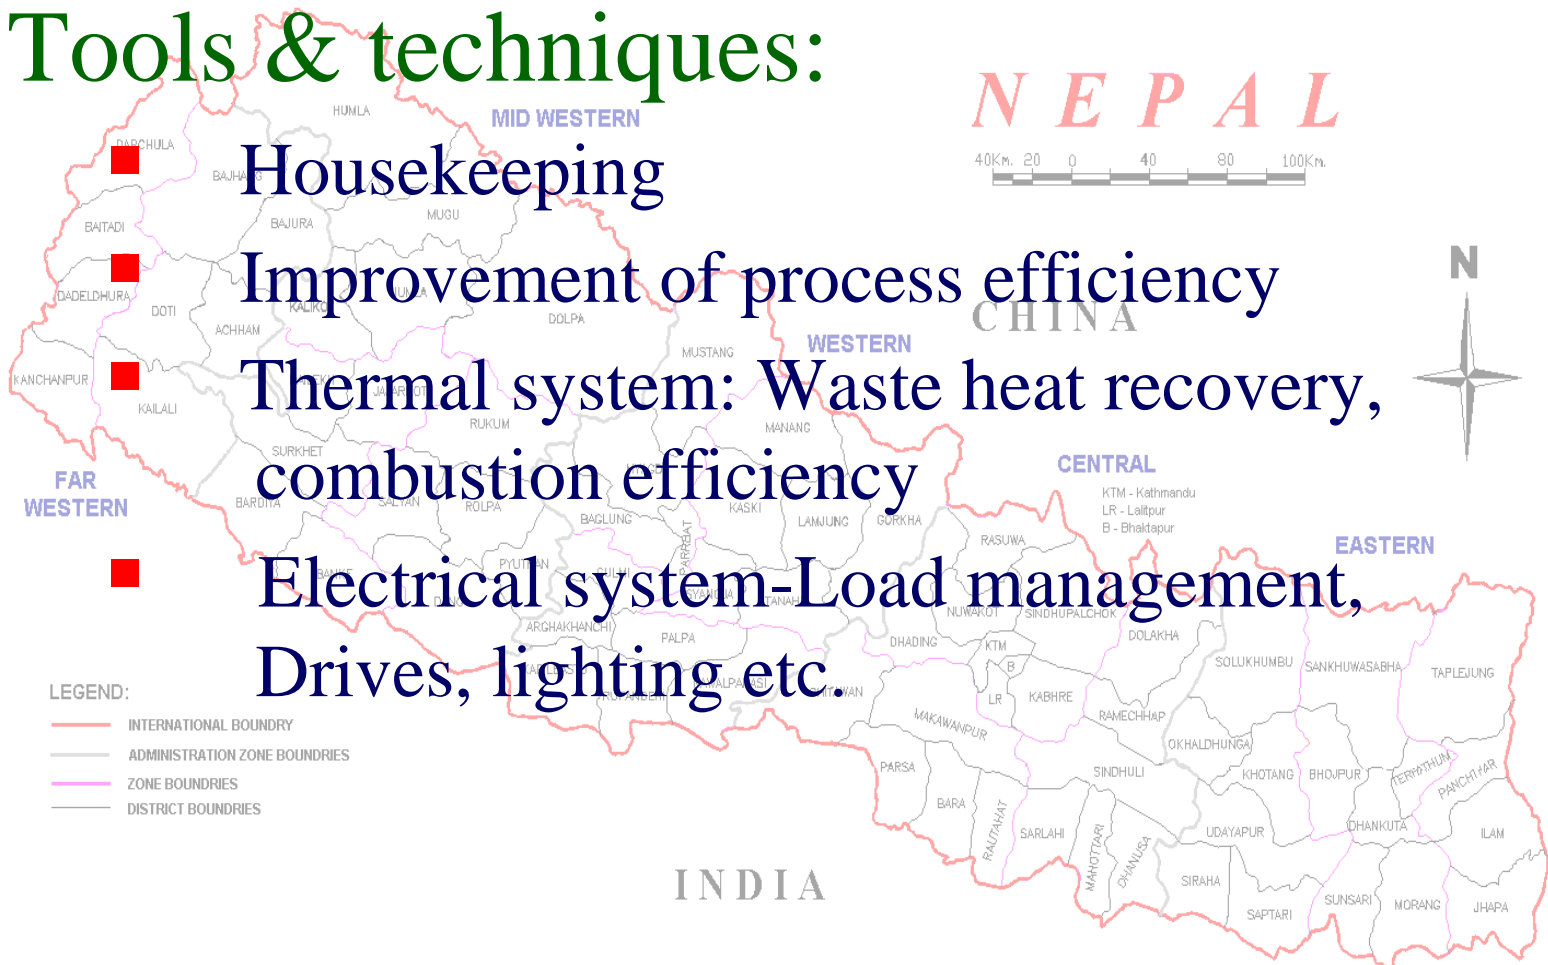 Tools & techniques:
Housekeeping
Improvement of process efficiency
Thermal system: Waste heat recovery,
combustion efficiency
Electrical system-Load management,
Drives, lighting etc.
N E P A L
40Km. 20 0 40 80 100Km.
N
CHINA
INDIA
MID WESTERN
WESTERN
FAR
WESTERN
CENTRAL
KTM - Kathmandu
LR - Lalitpur
B - Bhaktapur
EASTERN
HUMLA
DARCHULA
BAJHANG
BAJURA
MUGU
BAITADI
DADELDHURA
DOTI
ACHHAM
DOLPA
MUSTANG
KANCHANPUR
KAILALI
RUKUM
MANANG
SURKHET
BARDIYA
SALYAN
ROLPA
BAGLUNG
KASKI
LAMJUNG
GORKHA
RASUWA
PYUTHAN
ARGHAKHANCHI
PALPA
NUWAKOT
SINDHUPALCHOK
DHADING
KTM
B
LR
KABHRE
DOLAKHA
RAMECHHAP
SOLUKHUMBU
SANKHUWASABHA
TAPLEJUNG
MAKAWANPUR
OKHALDHUNGA
KHOTANG
BHOJPUR
TERHATHUM
PANCHTHAR
PARSA
BARA
RAUTAHAT
SARLAHI
MAHOTTARI
DHANUSA
SINDHULI
UDAYAPUR
DHANKUTA
ILAM
SIRAHA
SAPTARI
SUNSARI
MORANG
JHAPA
LEGEND:
INTERNATIONAL BOUNDRY
ADMINISTRATION ZONE BOUNDRIES
ZONE BOUNDRIES
DISTRICT BOUNDRIES